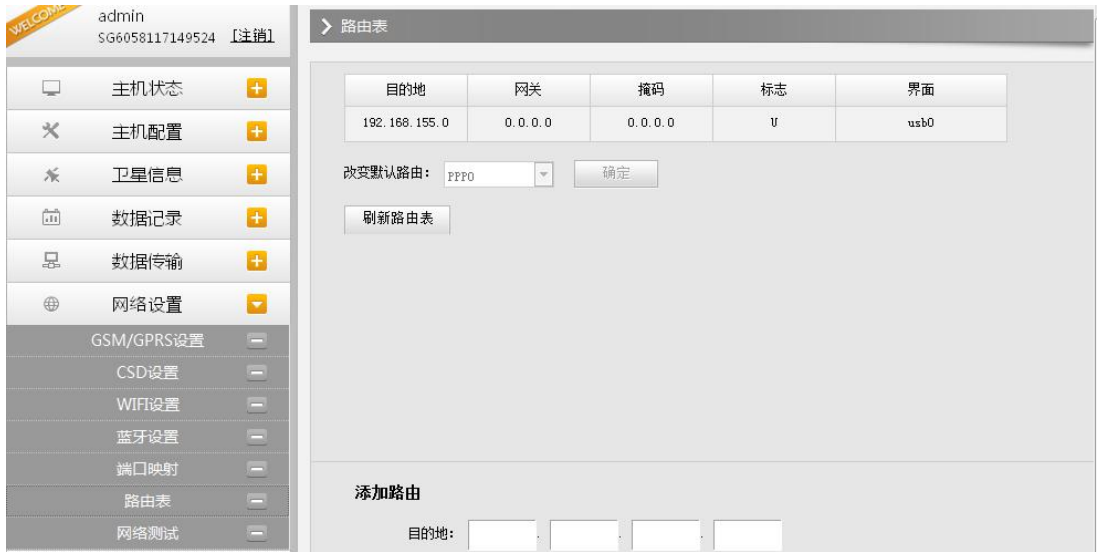 WELCOME
admin
SG6058117149524 [注销]
主机状态
主机配置
卫星信息
数据记录
数据传输
网络设置
GSM/GPRS设置
CSD设置
WIFI设置
蓝牙设置
端口映射
路由表
网络测试
路由表
目的地 网关 掩码 标志 界面
192.168.155.0 0.0.0.0 0.0.0.0 U usb0
改变默认路由: PPP0 确定
刷新路由表
添加路由
目的地: . . .